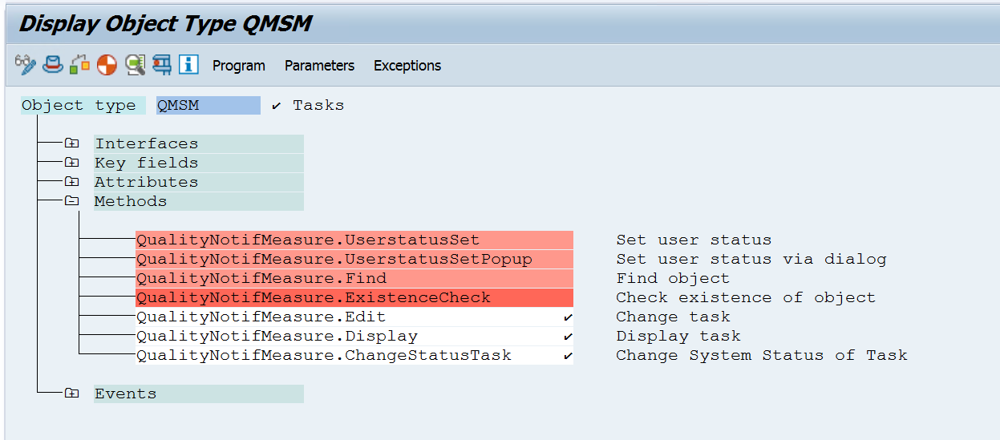 Display Object Type QMSM
Program Parameters Exceptions
Object type QMSM ✔ Tasks
Interfaces
Key fields
Attributes
Methods
QualityNotifMeasure.UserstatusSet Set user status
QualityNotifMeasure.UserstatusSetPopup Set user status via dialog
QualityNotifMeasure.Find Find object
QualityNotifMeasure.ExistenceCheck Check existence of object
QualityNotifMeasure.Edit ✔ Change task
QualityNotifMeasure.Display ✔ Display task
QualityNotifMeasure.ChangeStatusTask ✔ Change System Status of Task
Events